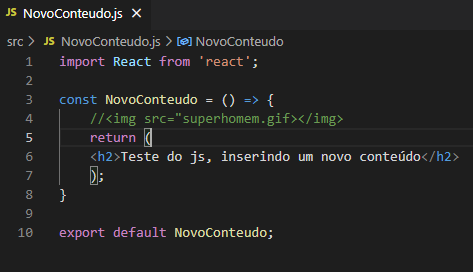 JS NovoConteudo.js ×
src > JS NovoConteudo.js > NovoConteudo
1 import React from 'react';
2
3 const NovoConteudo = () => {
4 //<img src="superhomem.gif></img>
5 return (
6 <h2>Teste do js, inserindo um novo conteúdo</h2>
7 );
8 }
9
10 export default NovoConteudo;